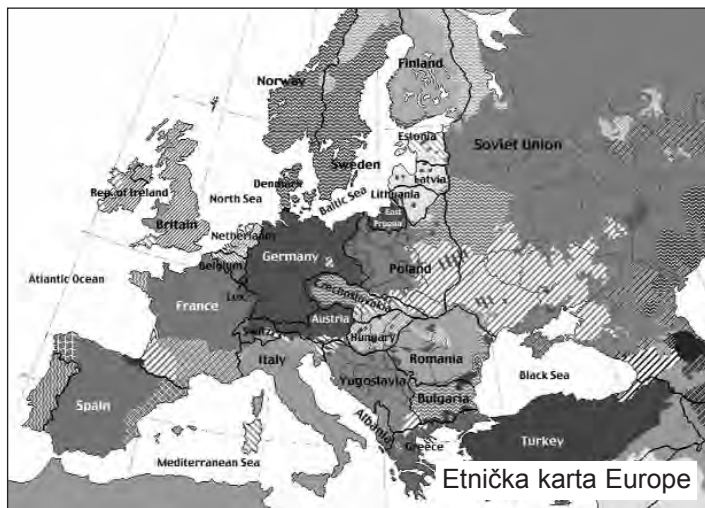 Norway
Finland
Sweden
Estonia
Soviet Union
Latvia
Lithuania
Rep. of Ireland
North Sea
Denmark
Baltic Sea
Britain
East
Prussia
Netherlands
Germany
Poland
Belgium
Atlantic Ocean
Lux.
Czechoslovakia
France
Austria
Switz.
Hungary
Italy
Romania
Yugoslavia
Black Sea
Spain
Bulgaria
Albania
Greece
Turkey
Mediterranean Sea
Etnička karta Europe